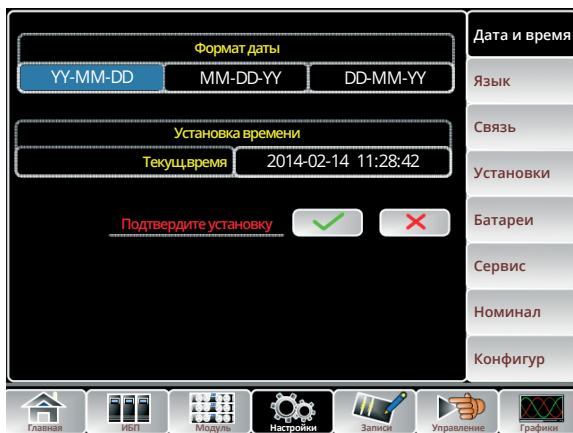 Формат даты
YY-MM-DD MM-DD-YY DD-MM-YY
Установка времени
Текущ.время 2014-02-14 11:28:42
Подтвердите установку
Дата и время
Язык
Связь
Установки
Батареи
Сервис
Номинал
Конфигур
Главная ИБП Модуль Настройки Записи Управление Графики